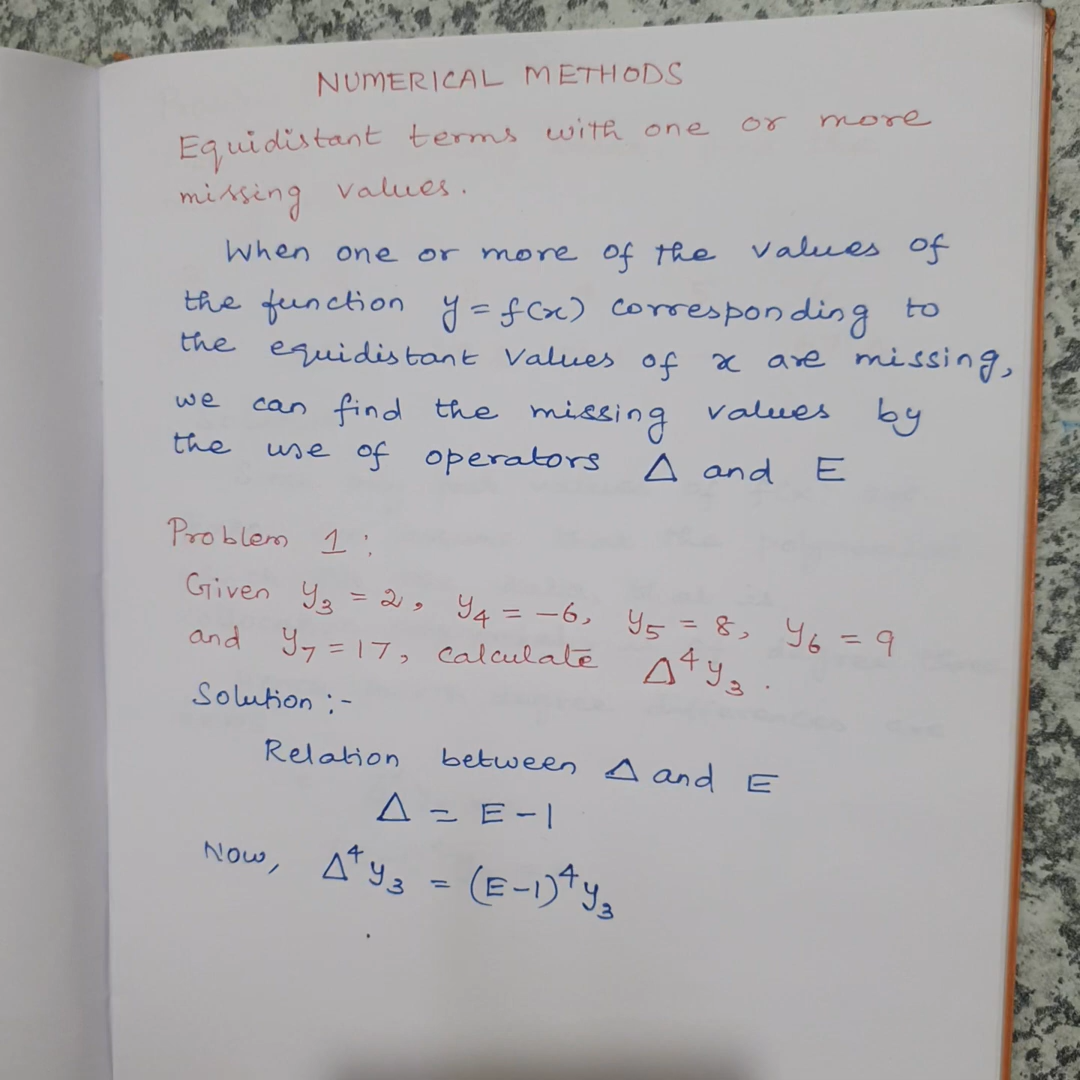 NUMERICAL METHODS
Equidistant terms with one or more
missing values.
When one or more of the values of
the function y = f(x) corresponding to
the equidistant values of x are missing,
we can find the missing values by
the use of operators Δ and E
Problem 1:
Given y₃ = 2, y₄ = -6, y₅ = 8, y₆ = 9
and y₇ = 17, calculate Δ⁴y₃.
Solution :-
Relation between Δ and E
Δ = E-1
Now, Δ⁴y₃ = (E-1)⁴y₃